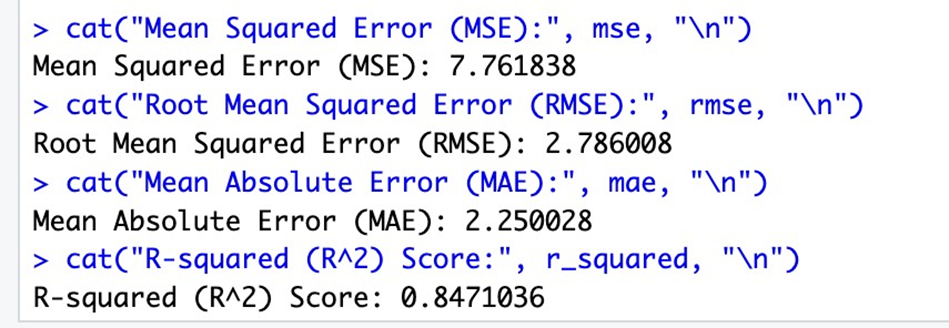 > cat("Mean Squared Error (MSE):", mse, "\n")
Mean Squared Error (MSE): 7.761838
> cat("Root Mean Squared Error (RMSE):", rmse, "\n")
Root Mean Squared Error (RMSE): 2.786008
> cat("Mean Absolute Error (MAE):", mae, "\n")
Mean Absolute Error (MAE): 2.250028
> cat("R-squared (R^2) Score:", r_squared, "\n")
R-squared (R^2) Score: 0.8471036